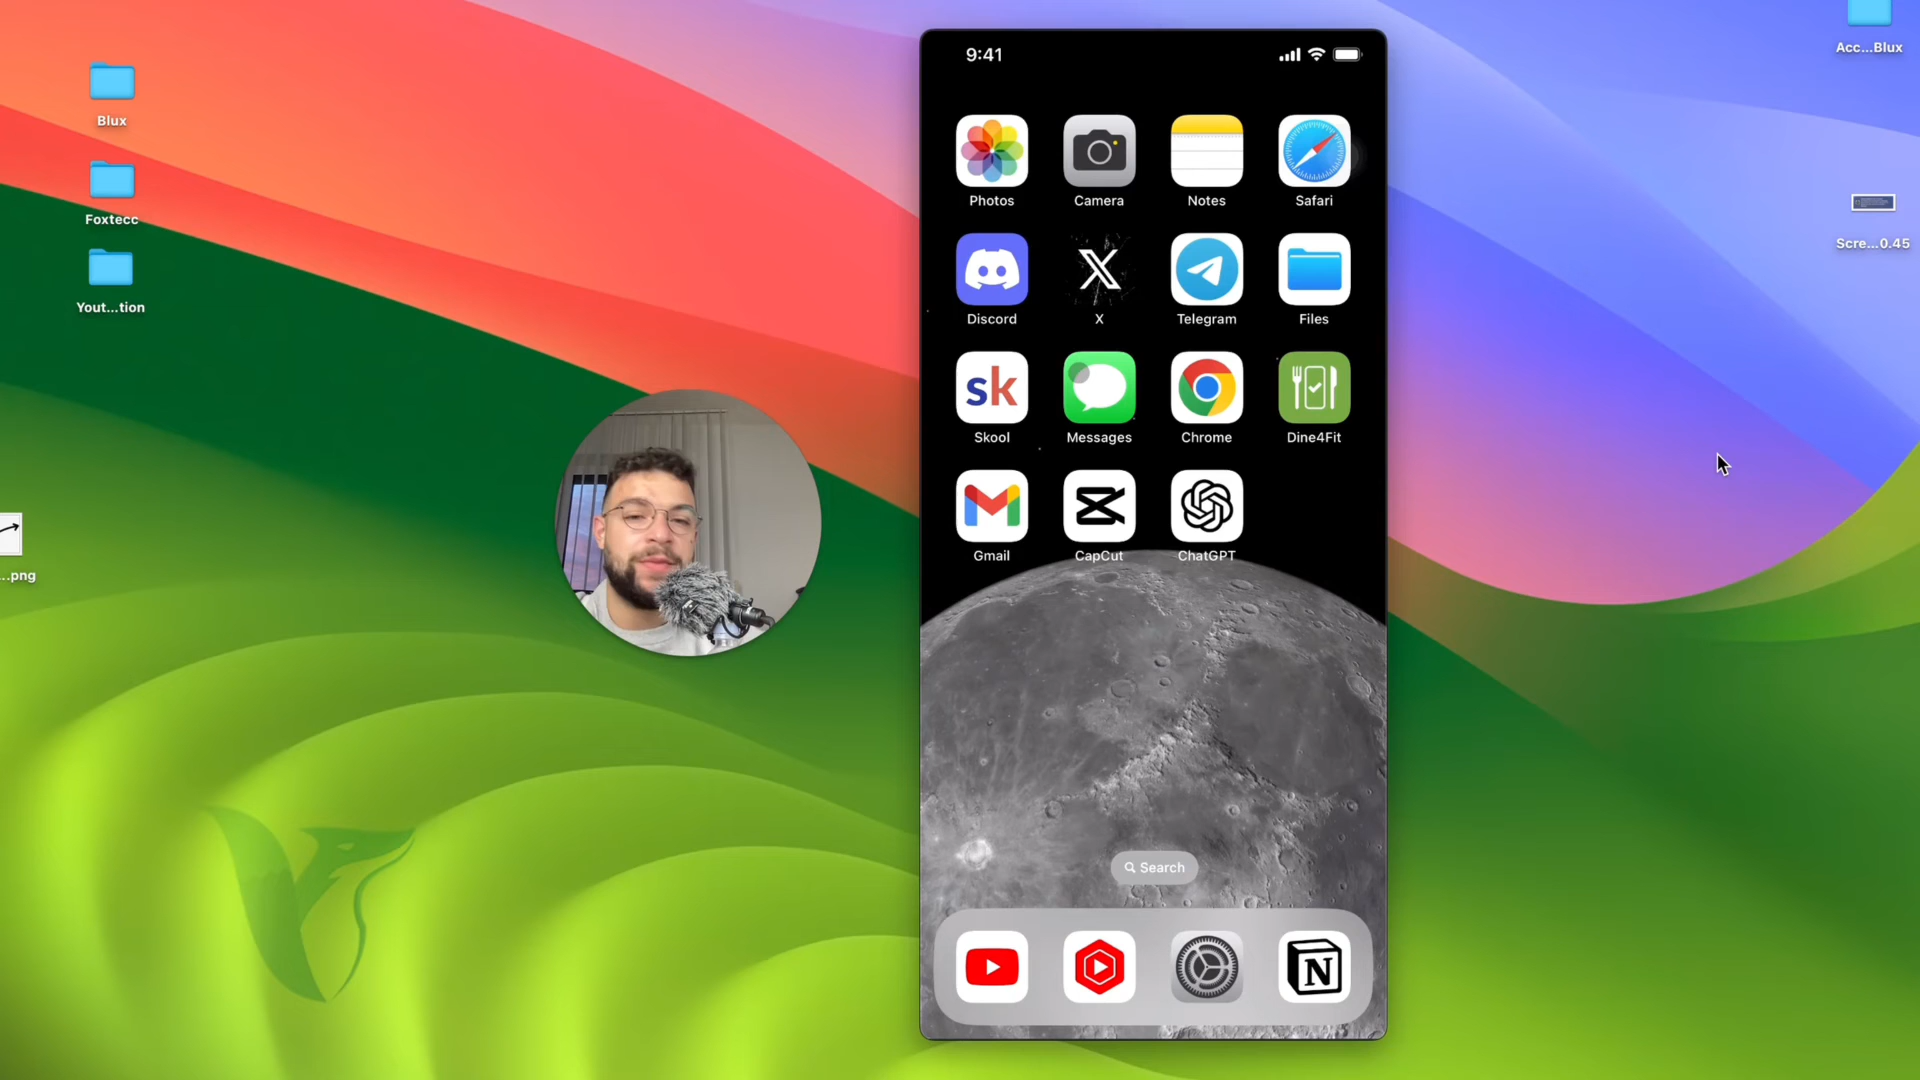 Blux
Foxtecc
Yout...tion
...png
9:41
Photos
Camera
Notes
Safari
Discord
X
Telegram
Files
sk
Skool
Messages
Chrome
Dine4Fit
Gmail
CapCut
ChatGPT
Search
N
Acc...Blux
Scre...0.45